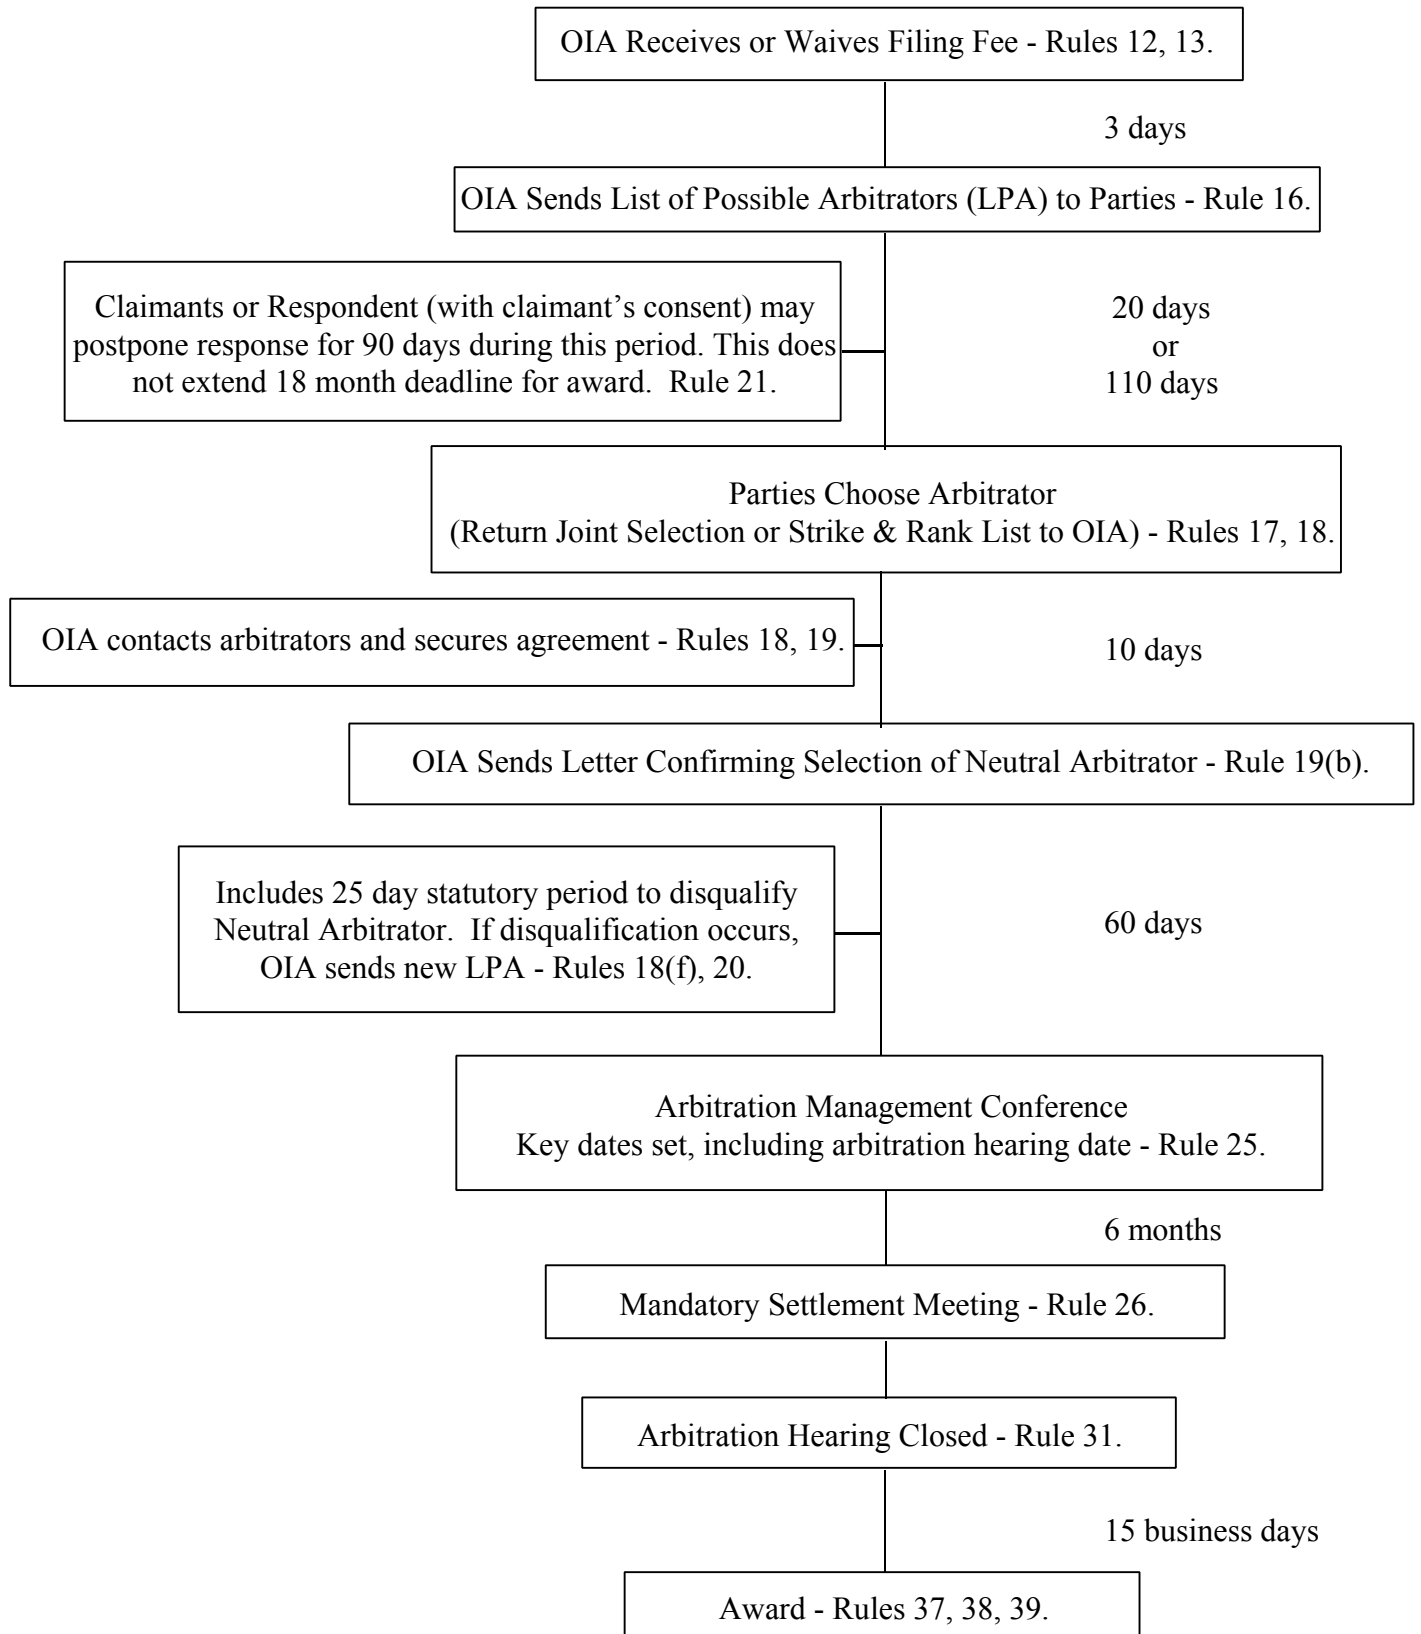 OIA Receives or Waives Filing Fee - Rules 12, 13.
3 days
OIA Sends List of Possible Arbitrators (LPA) to Parties - Rule 16.
Claimants or Respondent (with claimant’s consent) may
postpone response for 90 days during this period. This does
not extend 18 month deadline for award.  Rule 21.
20 days
or
110 days
Parties Choose Arbitrator
(Return Joint Selection or Strike & Rank List to OIA) - Rules 17, 18.
OIA contacts arbitrators and secures agreement - Rules 18, 19.
10 days
OIA Sends Letter Confirming Selection of Neutral Arbitrator - Rule 19(b).
Includes 25 day statutory period to disqualify
Neutral Arbitrator.  If disqualification occurs,
OIA sends new LPA - Rules 18(f), 20.
60 days
Arbitration Management Conference
Key dates set, including arbitration hearing date - Rule 25.
6 months
Mandatory Settlement Meeting - Rule 26.
Arbitration Hearing Closed - Rule 31.
15 business days
Award - Rules 37, 38, 39.